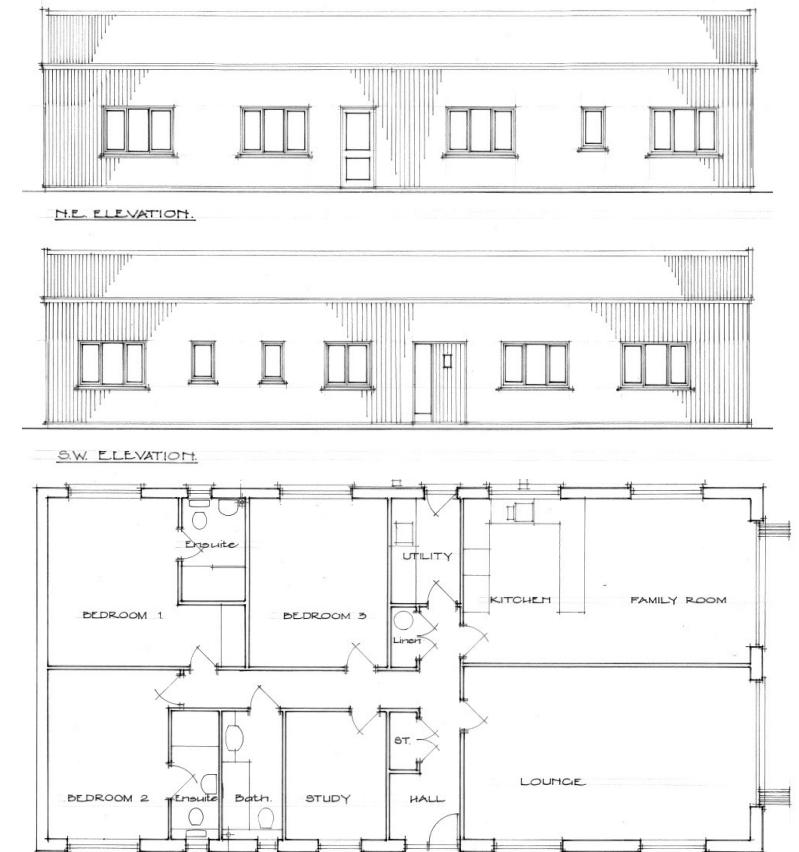 N.E. ELEVATION.
S.W. ELEVATION.
Ensuite
UTILITY
BEDROOM 1
BEDROOM 3
KITCHEN
FAMILY ROOM
Linen
ST.
LOUNGE
BEDROOM 2
Ensuite
Bath.
STUDY
HALL